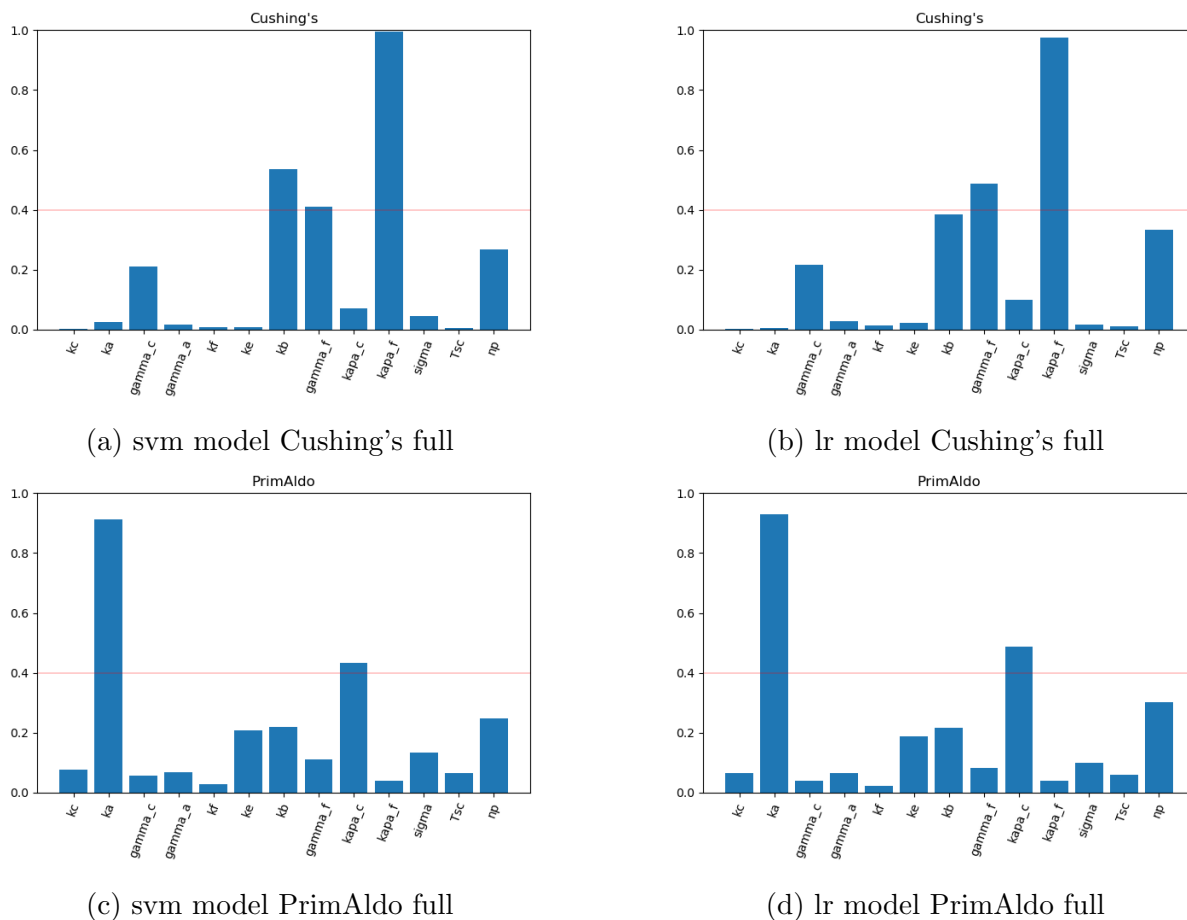 Cushing's
1.0
0.8
0.6
0.4
0.2
0.0
kc ka gamma_c gamma_a kf ke kb gamma_f kapa_c kapa_f sigma Tsc np
(a) svm model Cushing’s full
Cushing's
1.0
0.8
0.6
0.4
0.2
0.0
kc ka gamma_c gamma_a kf ke kb gamma_f kapa_c kapa_f sigma Tsc np
(b) lr model Cushing’s full
PrimAldo
1.0
0.8
0.6
0.4
0.2
0.0
kc ka gamma_c gamma_a kf ke kb gamma_f kapa_c kapa_f sigma Tsc np
(c) svm model PrimAldo full
PrimAldo
1.0
0.8
0.6
0.4
0.2
0.0
kc ka gamma_c gamma_a kf ke kb gamma_f kapa_c kapa_f sigma Tsc np
(d) lr model PrimAldo full